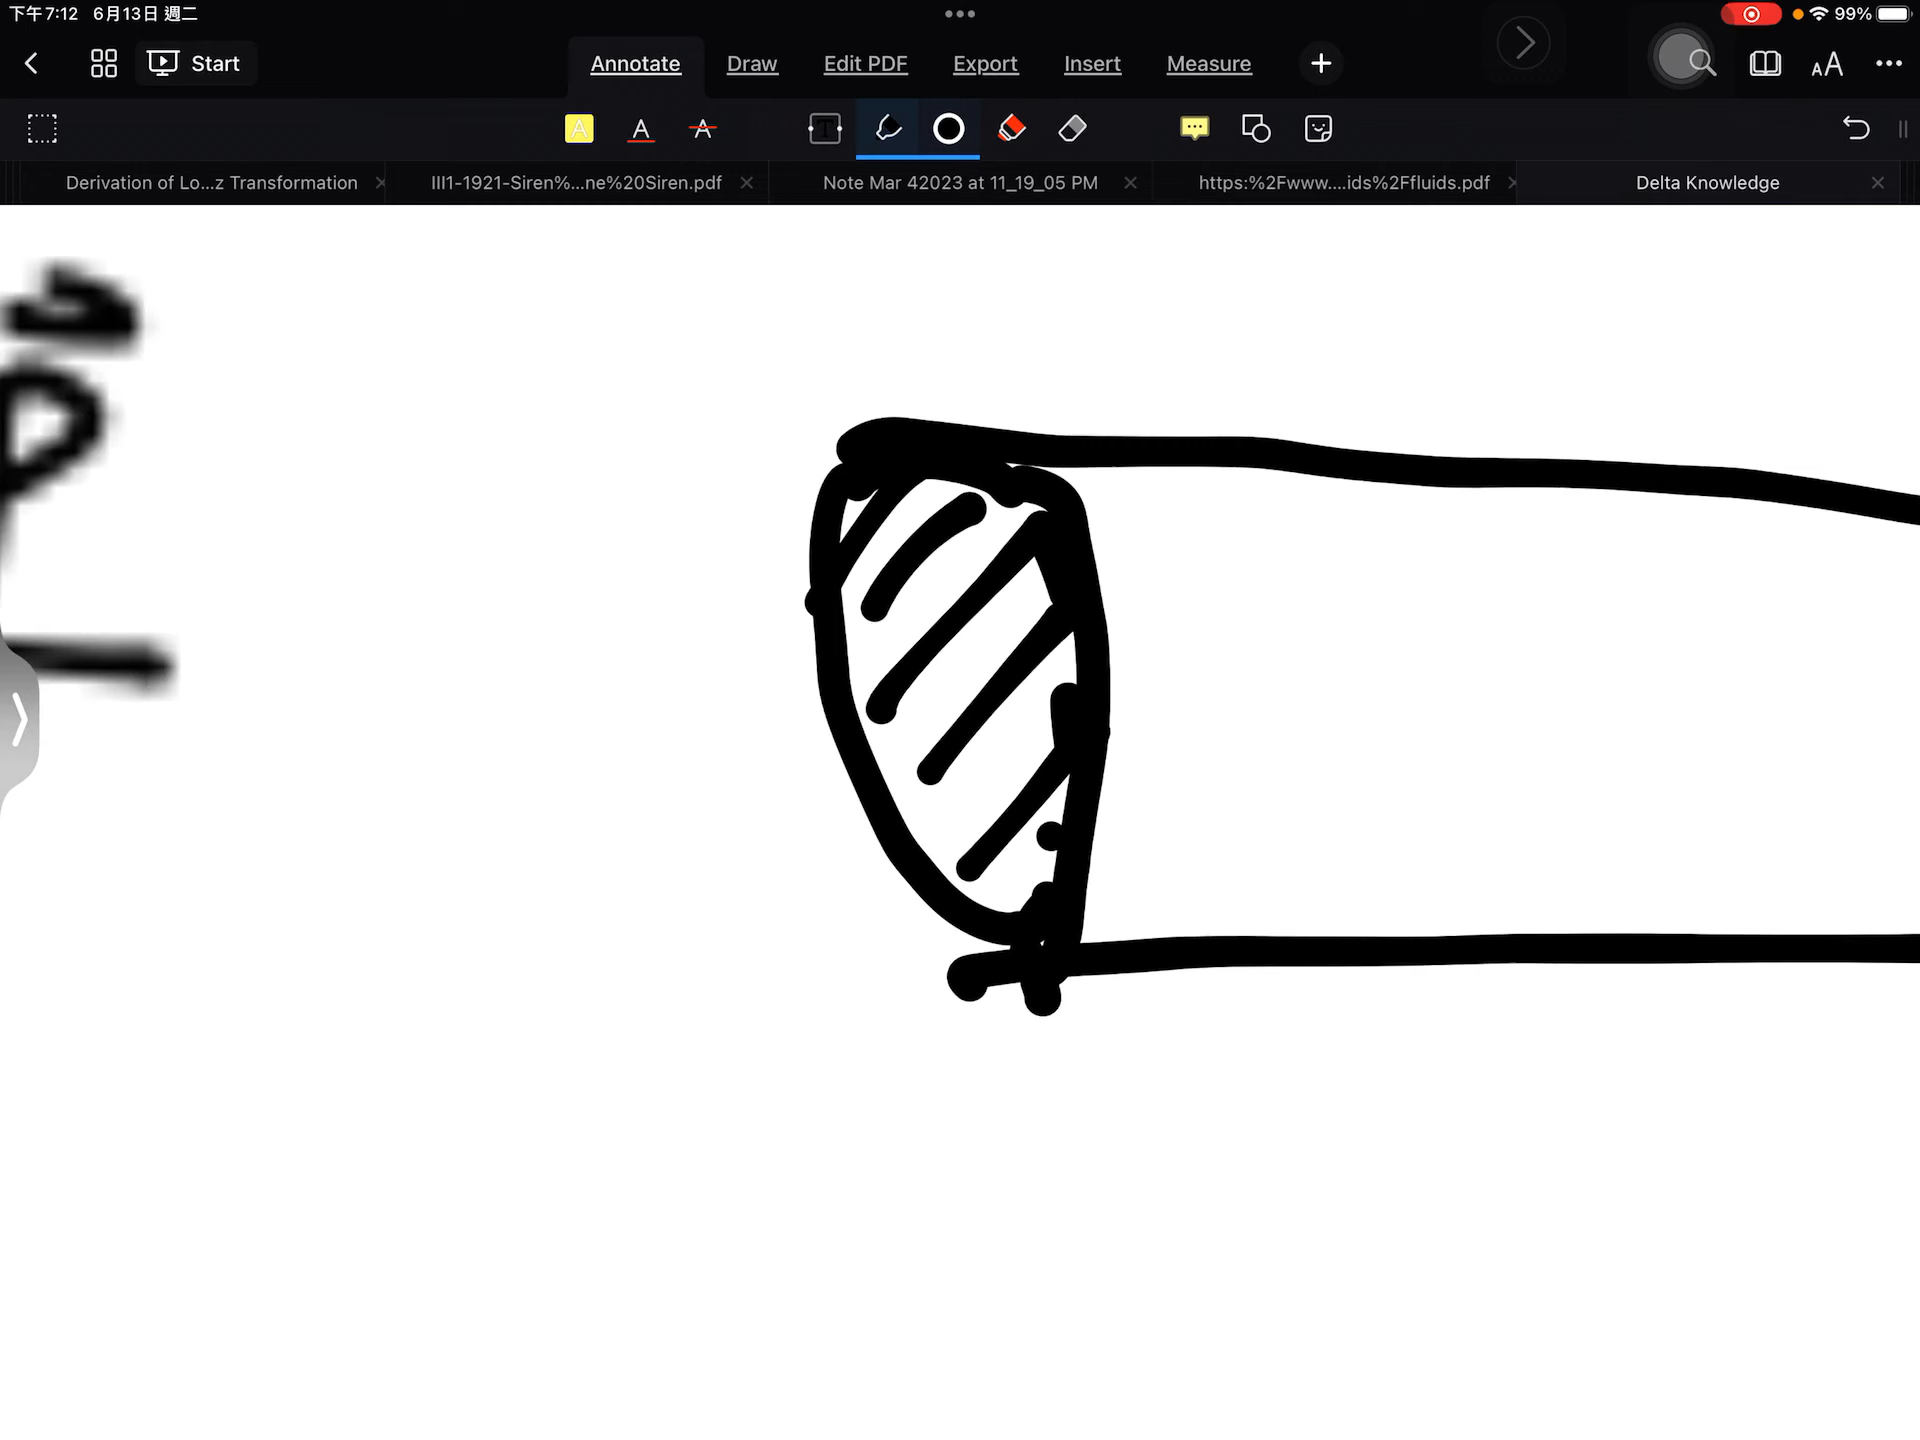 下午7:12 6月13日 週二 99%
Start Annotate Draw Edit PDF Export Insert Measure AA
A A A T
Derivation of Lo...z Transformation III1-1921-Siren%...ne%20Siren.pdf Note Mar 42023 at 11_19_05 PM https:%2Fwww....ids%2Ffluids.pdf Delta Knowledge